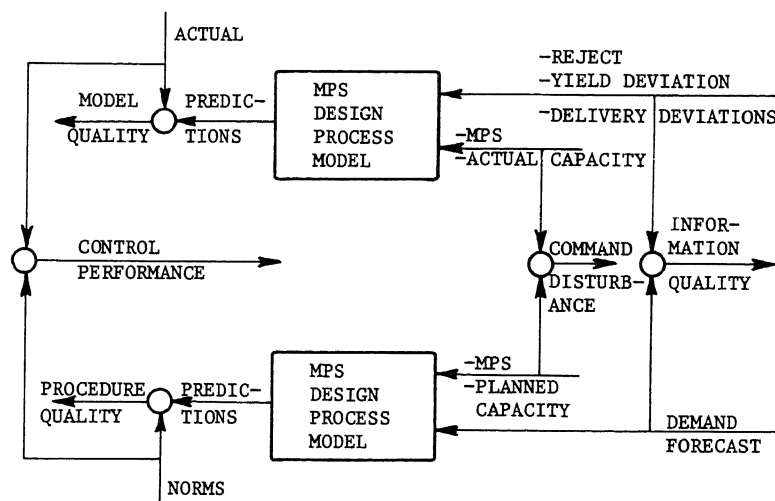 ACTUAL
-REJECT
-YIELD DEVIATION
-DELIVERY DEVIATIONS
MODEL
QUALITY
PREDIC-
TIONS
MPS
DESIGN
PROCESS
MODEL
-MPS
-ACTUAL CAPACITY
CONTROL
PERFORMANCE
COMMAND
DISTURB-
ANCE
INFOR-
MATION
QUALITY
PROCEDURE
QUALITY
PREDIC-
TIONS
MPS
DESIGN
PROCESS
MODEL
-MPS
-PLANNED
CAPACITY
DEMAND
FORECAST
NORMS